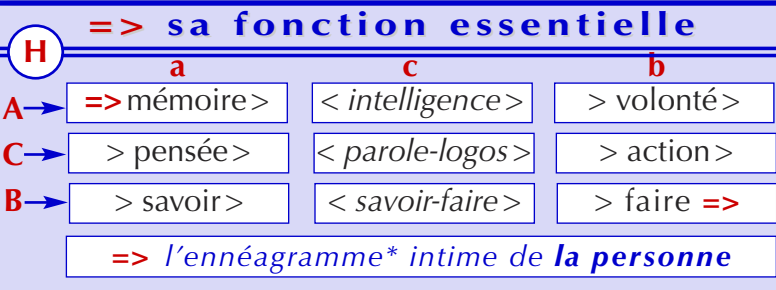 => sa fonction essentielle
H
a c b
A → =>mémoire> < intelligence> > volonté>
C → > pensée> < parole-logos> > action>
B → > savoir> < savoir-faire> > faire =>
=> l'ennéagramme* intime de la personne